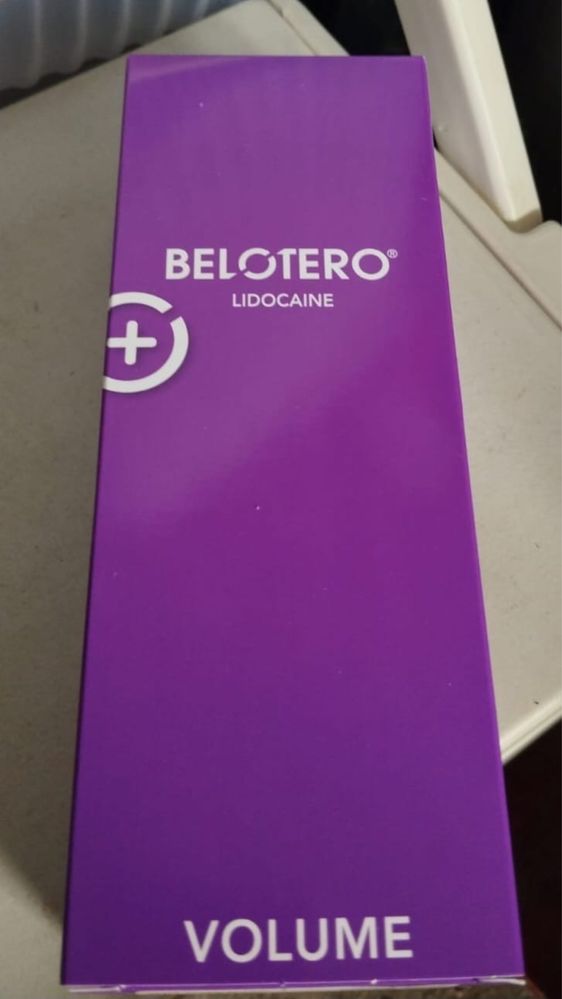 BELOTERO®
LIDOCAINE
+
VOLUME